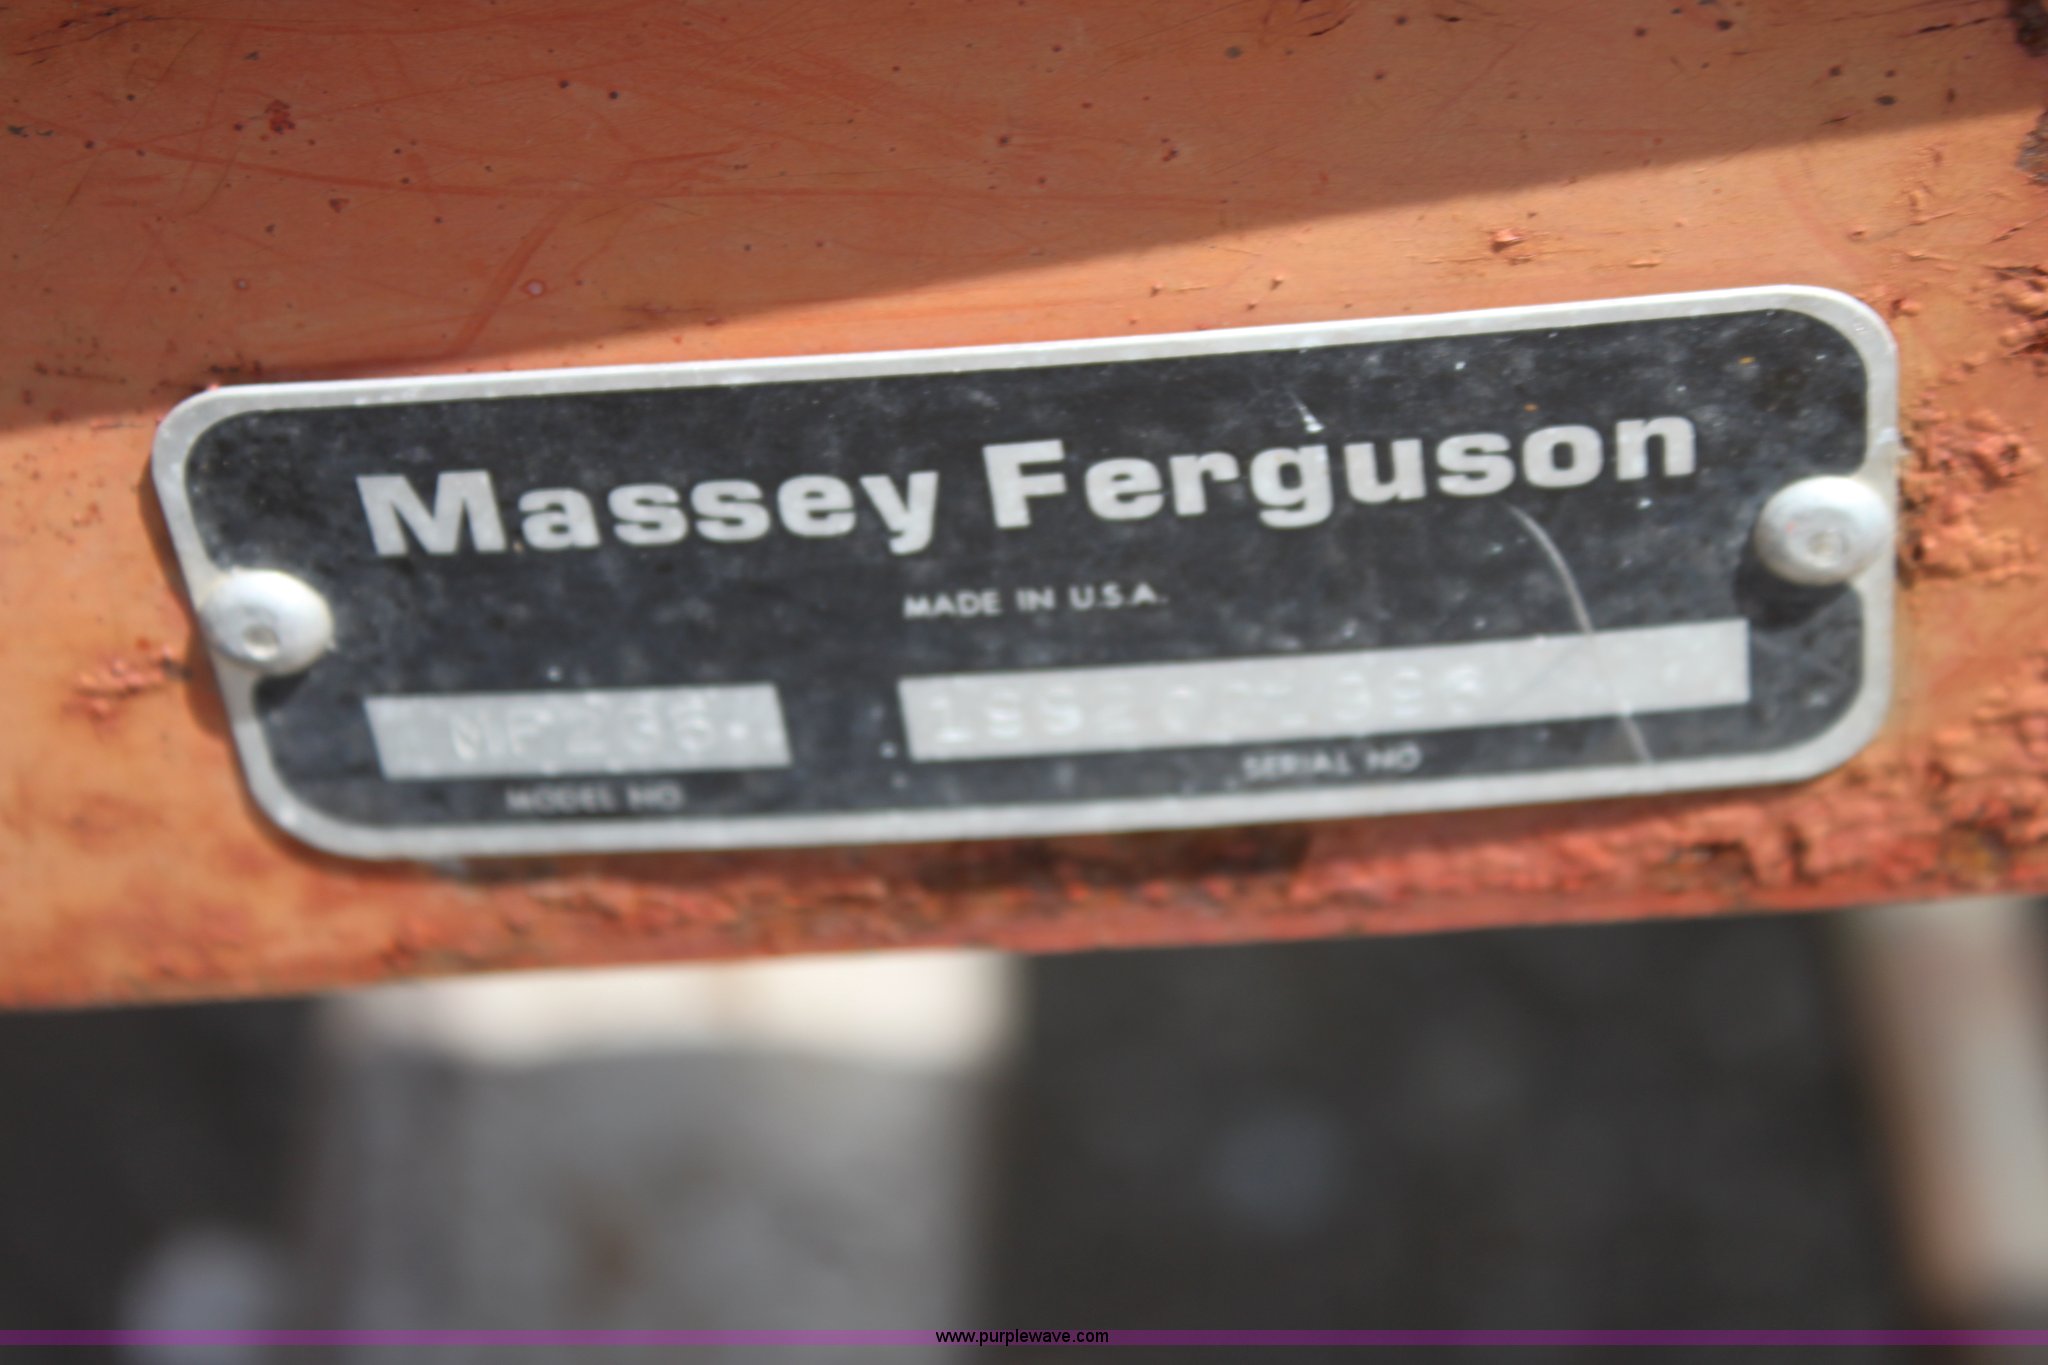 Massey Ferguson
MADE IN U.S.A.
MODEL NO.
SERIAL NO
www.purplewave.com